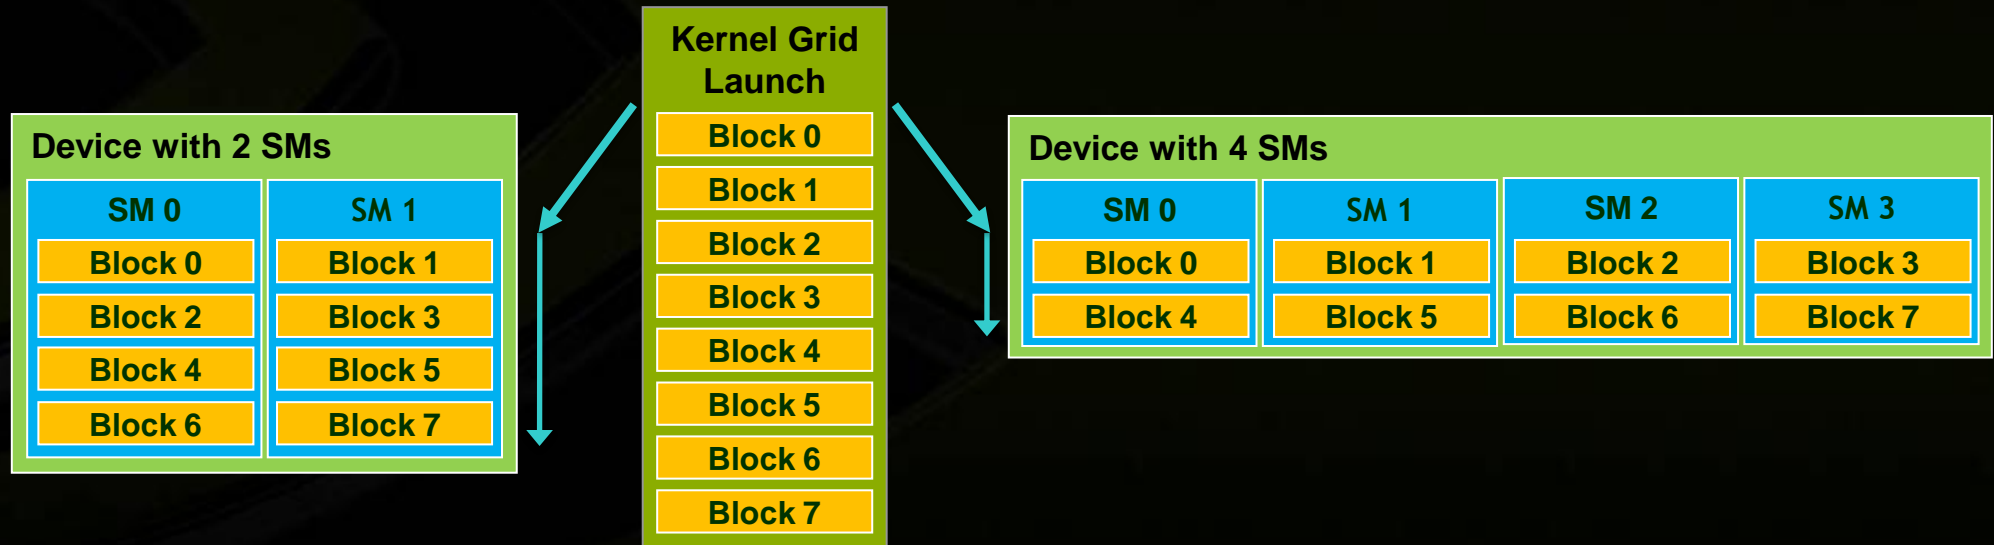 Device with 2 SMs
SM 0
SM 1
Block 0
Block 1
Block 2
Block 3
Block 4
Block 5
Block 6
Block 7
Kernel Grid
Launch
Block 0
Block 1
Block 2
Block 3
Block 4
Block 5
Block 6
Block 7
Device with 4 SMs
SM 0
SM 1
SM 2
SM 3
Block 0
Block 1
Block 2
Block 3
Block 4
Block 5
Block 6
Block 7